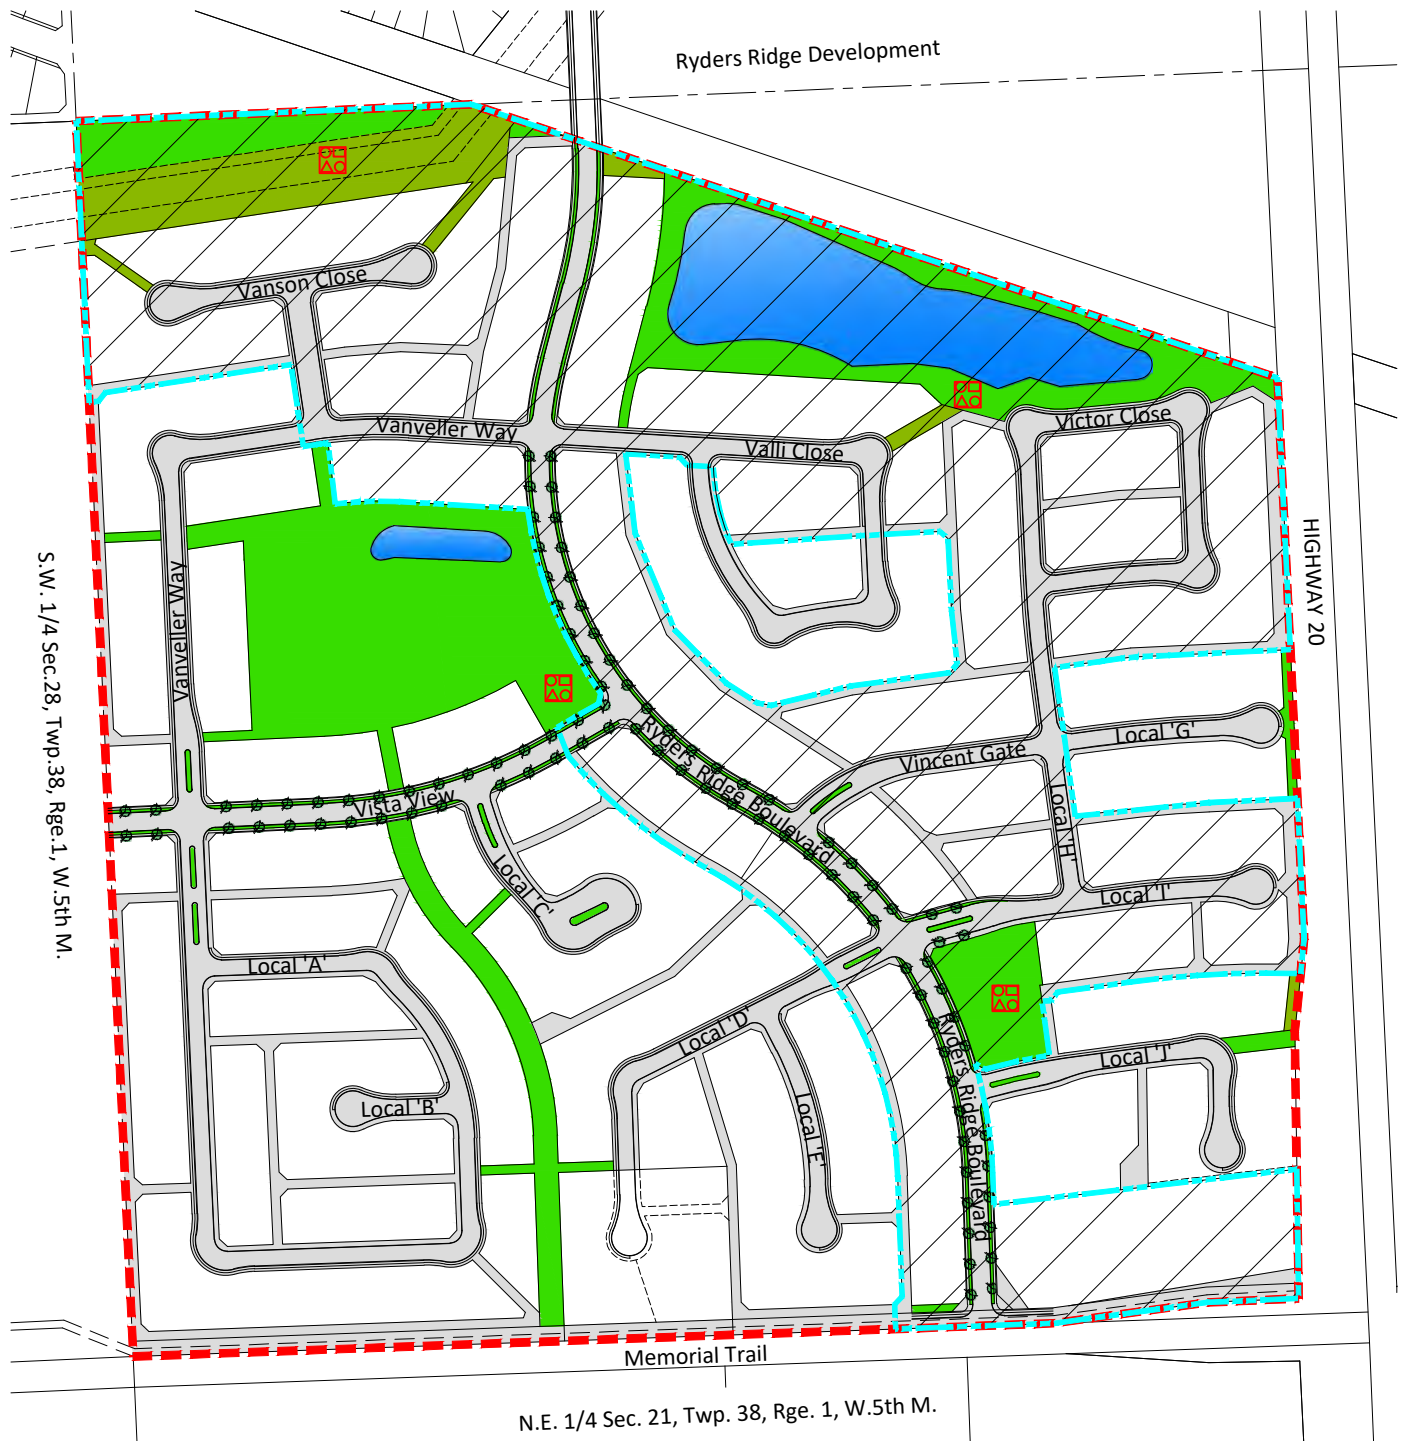 Ryders Ridge Development
Vanson Close
Vanveller Way
Valli Close
Victor Close
HIGHWAY 20
S.W. 1/4 Sec.28, Twp.38, Rge.1, W.5th M.
Vanveller Way
Ryders Ridge Boulevard
Vincent Gate
Local 'G'
Vista View
Local 'H'
Local 'C'
Local 'I'
Local 'A'
Local 'D'
Ryders Ridge Boulevard
Local 'J'
Local 'B'
Local 'E'
Memorial Trail
N.E. 1/4 Sec. 21, Twp. 38, Rge. 1, W.5th M.